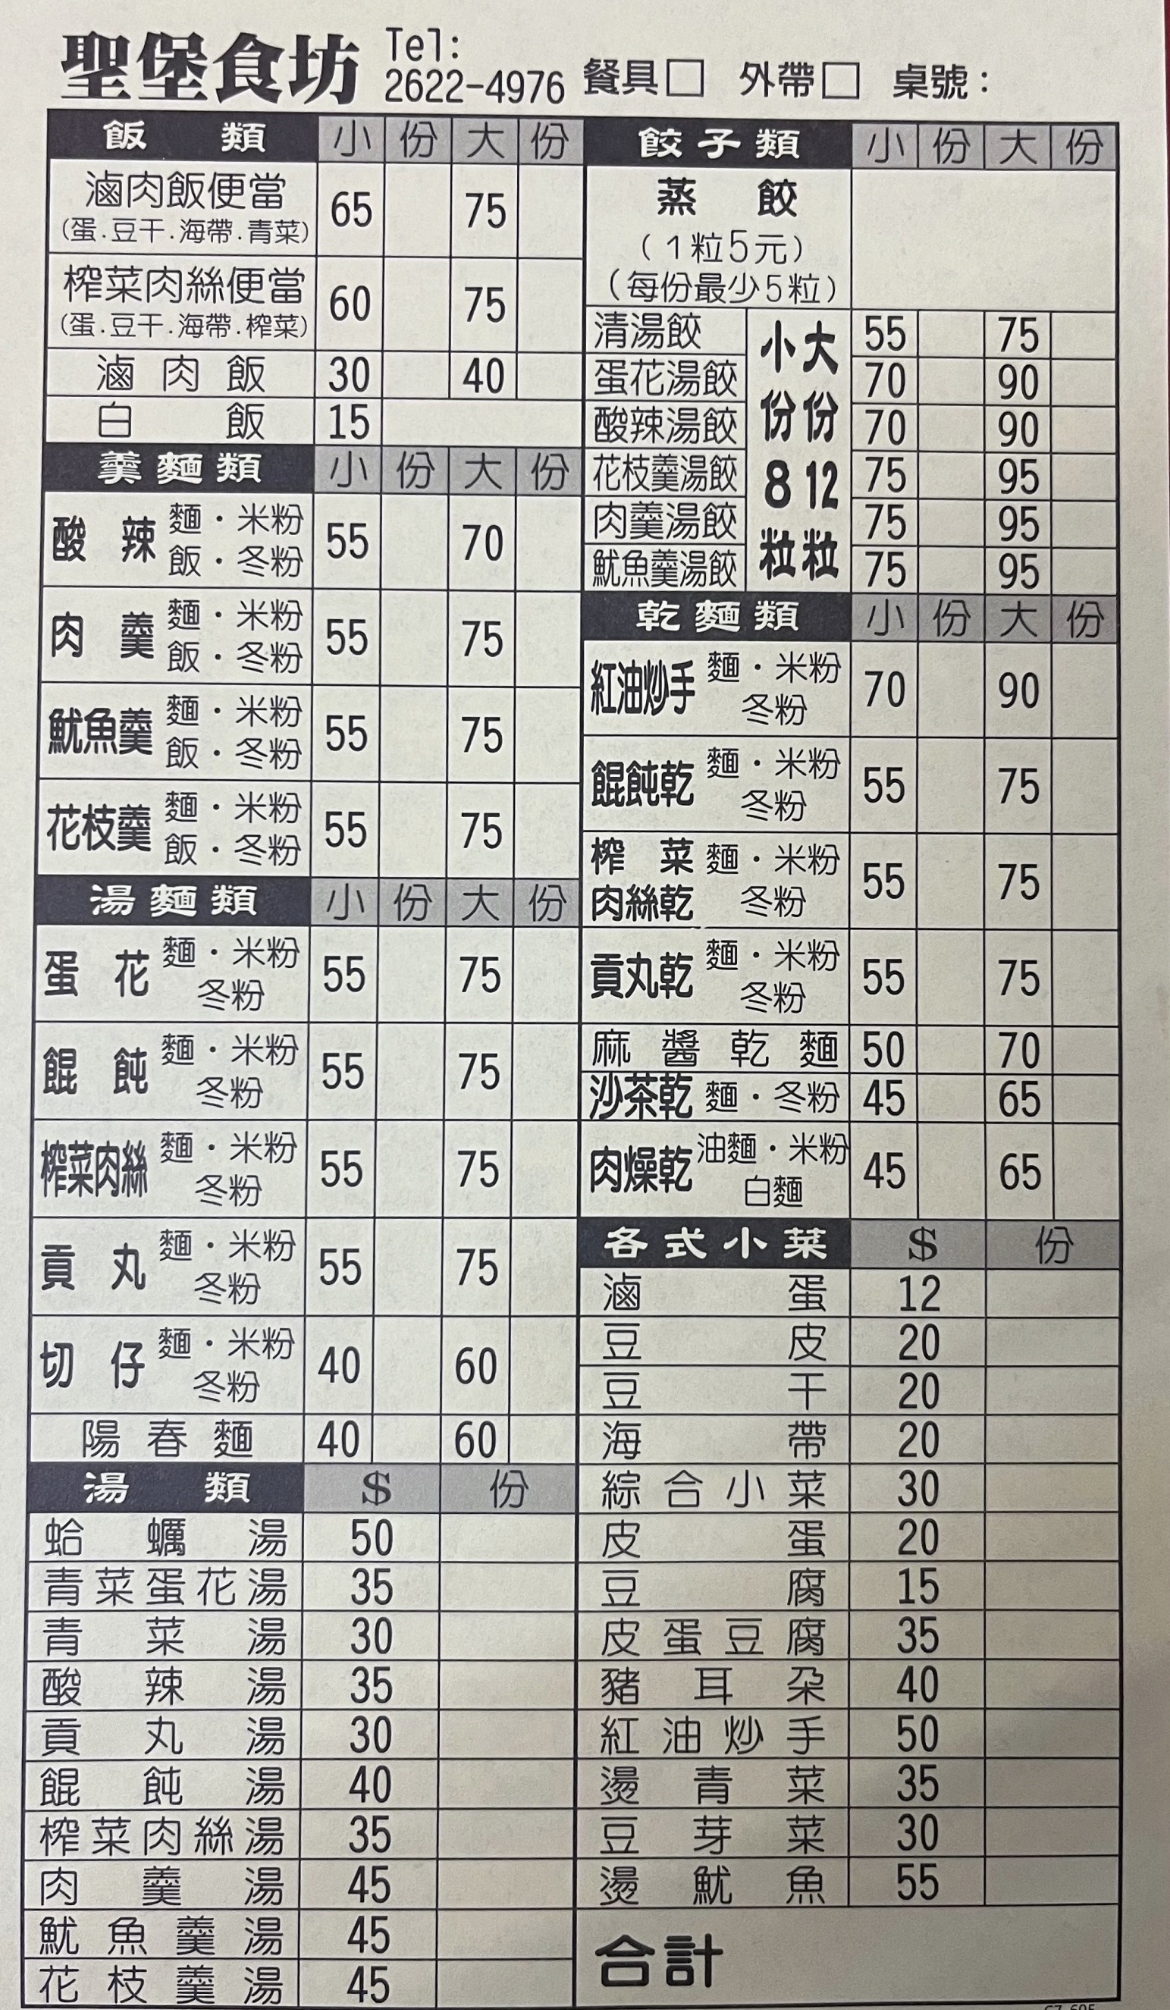 聖堡食坊 Tel: 2622-4976 餐具□ 外帶□ 桌號:
飯類 小 份 大 份
滷肉飯便當 65 75
(蛋.豆干.海帶.青菜)
榨菜肉絲便當 60 75
(蛋.豆干.海帶.榨菜)
滷肉飯 30 40
白飯 15
羹麵類 小 份 大 份
酸辣 麵·米粉 55 70
飯·冬粉
肉羹 麵·米粉 55 75
飯·冬粉
魷魚羹 麵·米粉 55 75
飯·冬粉
花枝羹 麵·米粉 55 75
飯·冬粉
湯麵類 小 份 大 份
蛋花 麵·米粉 55 75
冬粉
餛飩 麵·米粉 55 75
冬粉
榨菜肉絲 麵·米粉 55 75
冬粉
貢丸 麵·米粉 55 75
冬粉
切仔 麵·米粉 40 60
冬粉
陽春麵 40 60
湯類 $ 份
蛤蠣湯 50
青菜蛋花湯 35
青菜湯 30
酸辣湯 35
貢丸湯 30
餛飩湯 40
榨菜肉絲湯 35
肉羹湯 45
魷魚羹湯 45
花枝羹湯 45
餃子類 小 份 大 份
蒸餃
(1粒5元)
(每份最少5粒)
小份8粒 大份12粒
清湯餃 55 75
蛋花湯餃 70 90
酸辣湯餃 70 90
花枝羹湯餃 75 95
肉羹湯餃 75 95
魷魚羹湯餃 75 95
乾麵類 小 份 大 份
紅油炒手 麵·米粉 70 90
冬粉
餛飩乾 麵·米粉 55 75
冬粉
榨菜 麵·米粉 55 75
肉絲乾 冬粉
貢丸乾 麵·米粉 55 75
冬粉
麻醬乾麵 50 70
沙茶乾 麵·冬粉 45 65
肉燥乾 油麵·米粉 45 65
白麵
各式小菜 $ 份
滷蛋 12
豆皮 20
豆干 20
海帶 20
綜合小菜 30
皮蛋 20
豆腐 15
皮蛋豆腐 35
豬耳朵 40
紅油炒手 50
燙青菜 35
豆芽菜 30
燙魷魚 55
合計